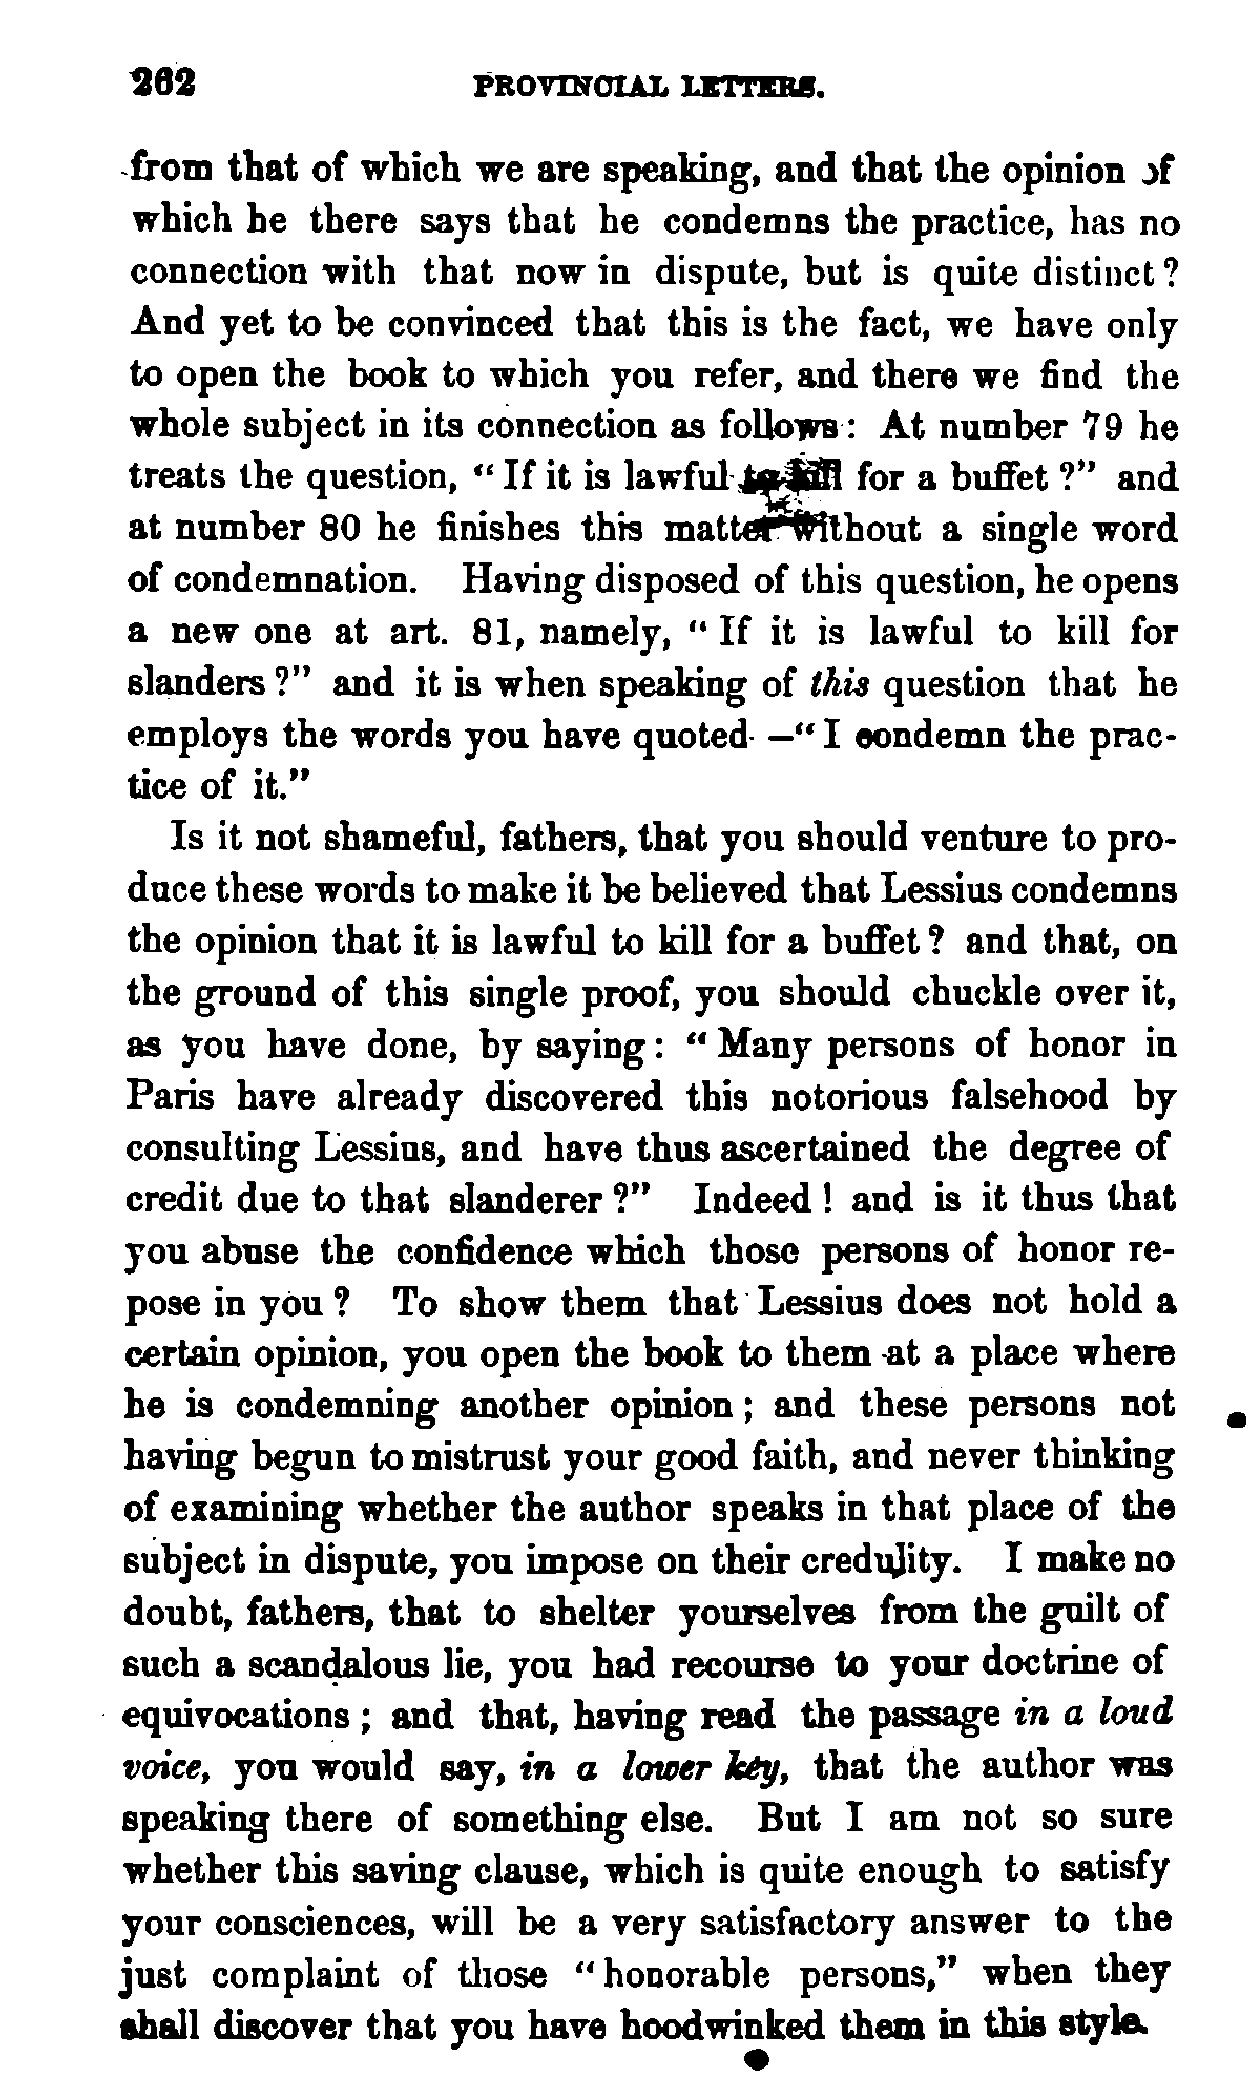 262 PROVINCIAL LETTERS.
from that of which we are speaking, and that the opinion of
which he there says that he condemns the practice, has no
connection with that now in dispute, but is quite distinct?
And yet to be convinced that this is the fact, we have only
to open the book to which you refer, and there we find the
whole subject in its connection as follows: At number 79 he
treats the question, "If it is lawful to kill for a buffet?" and
at number 80 he finishes this matter without a single word
of condemnation. Having disposed of this question, he opens
a new one at art. 81, namely, "If it is lawful to kill for
slanders?" and it is when speaking of this question that he
employs the words you have quoted—"I condemn the prac-
tice of it."
Is it not shameful, fathers, that you should venture to pro-
duce these words to make it be believed that Lessius condemns
the opinion that it is lawful to kill for a buffet? and that, on
the ground of this single proof, you should chuckle over it,
as you have done, by saying: "Many persons of honor in
Paris have already discovered this notorious falsehood by
consulting Lessius, and have thus ascertained the degree of
credit due to that slanderer?" Indeed! and is it thus that
you abuse the confidence which those persons of honor re-
pose in you? To show them that Lessius does not hold a
certain opinion, you open the book to them at a place where
he is condemning another opinion; and these persons not
having begun to mistrust your good faith, and never thinking
of examining whether the author speaks in that place of the
subject in dispute, you impose on their credulity. I make no
doubt, fathers, that to shelter yourselves from the guilt of
such a scandalous lie, you had recourse to your doctrine of
equivocations; and that, having read the passage in a loud
voice, you would say, in a lower key, that the author was
speaking there of something else. But I am not so sure
whether this saving clause, which is quite enough to satisfy
your consciences, will be a very satisfactory answer to the
just complaint of those "honorable persons," when they
shall discover that you have hoodwinked them in this style.